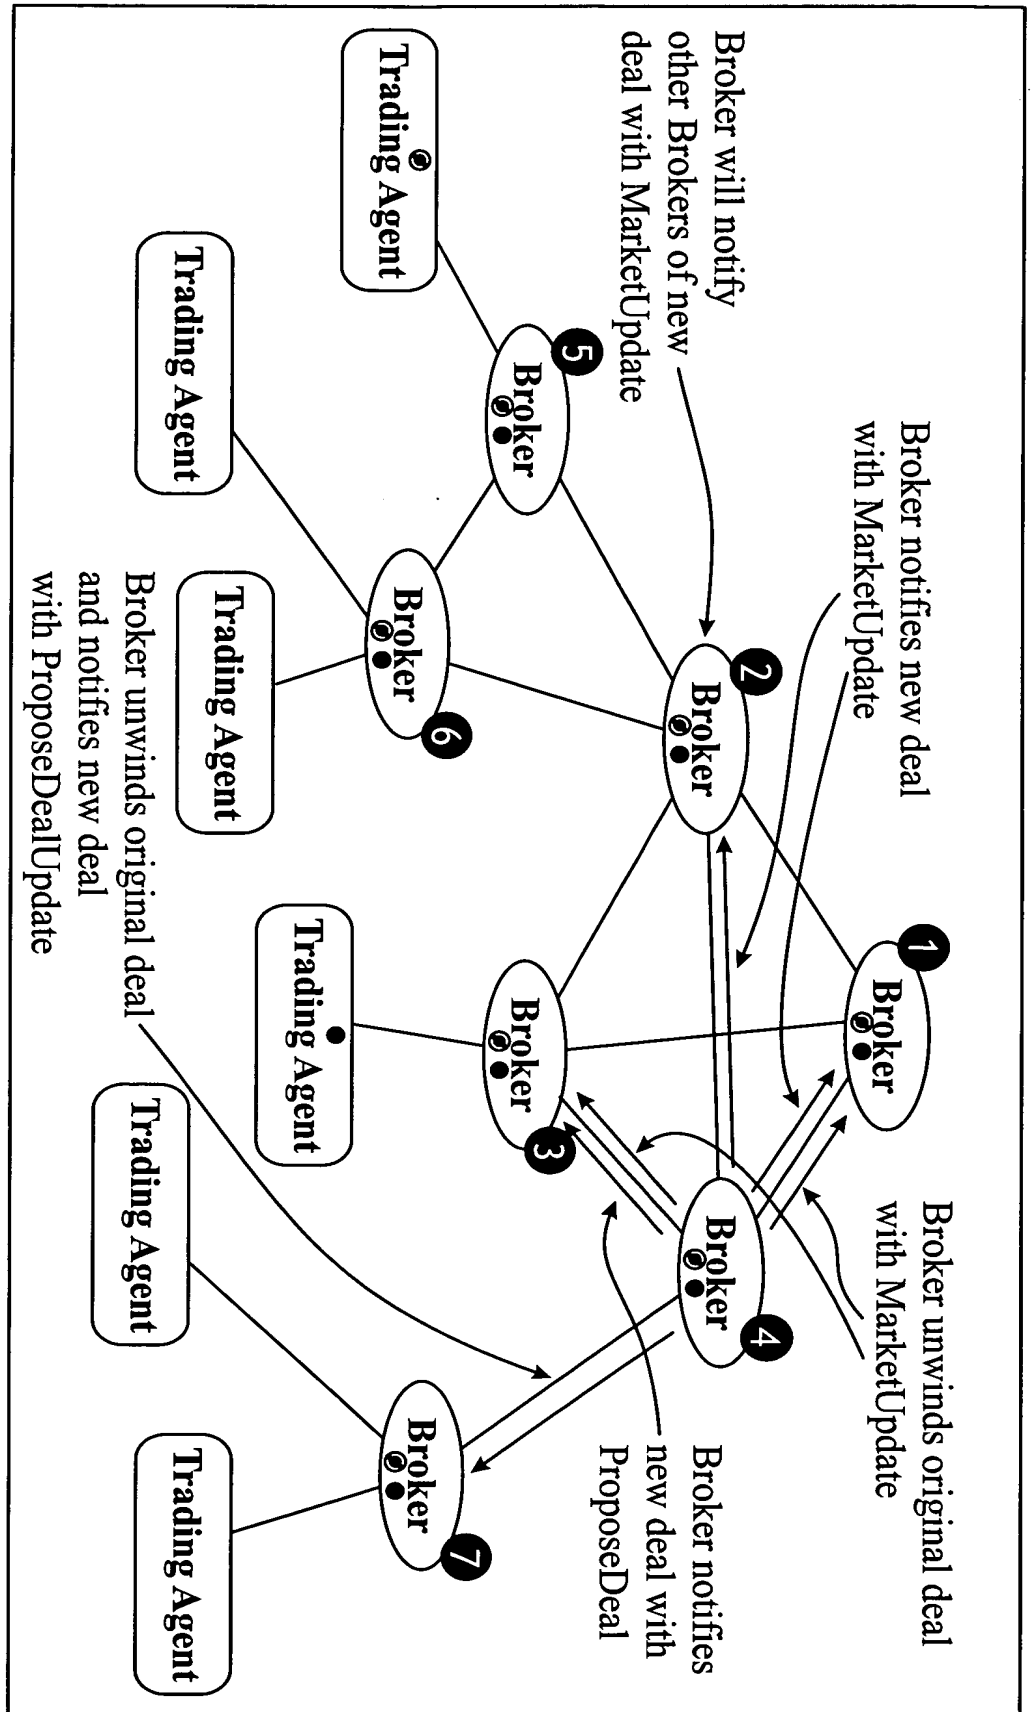 Broker unwinds original deal
with MarketUpdate
Broker notifies new deal
with MarketUpdate
Broker will notify
other Brokers of new
deal with MarketUpdate
Broker notifies
new deal with
ProposeDeal
1
Broker
2
Broker
3
Broker
4
Broker
5
Broker
6
Broker
7
Broker
Trading Agent
Trading Agent
Trading Agent
Trading Agent
Trading Agent
Trading Agent
Broker unwinds original deal
and notifies new deal
with ProposeDealUpdate